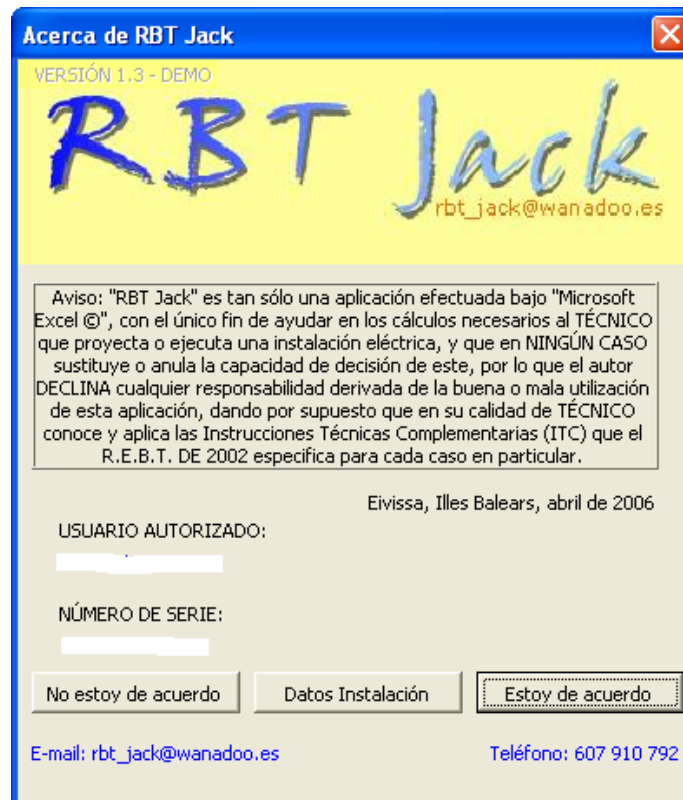 Acerca de RBT Jack
VERSIÓN 1.3 - DEMO
RBT Jack
rbt_jack@wanadoo.es
Aviso: "RBT Jack" es tan sólo una aplicación efectuada bajo "Microsoft
Excel ©", con el único fin de ayudar en los cálculos necesarios al TÉCNICO
que proyecta o ejecuta una instalación eléctrica, y que en NINGÚN CASO
sustituye o anula la capacidad de decisión de este, por lo que el autor
DECLINA cualquier responsabilidad derivada de la buena o mala utilización
de esta aplicación, dando por supuesto que en su calidad de TÉCNICO
conoce y aplica las Instrucciones Técnicas Complementarias (ITC) que el
R.E.B.T. DE 2002 especifica para cada caso en particular.
Eivissa, Illes Balears, abril de 2006
USUARIO AUTORIZADO:
NÚMERO DE SERIE:
No estoy de acuerdo Datos Instalación Estoy de acuerdo
E-mail: rbt_jack@wanadoo.es Teléfono: 607 910 792